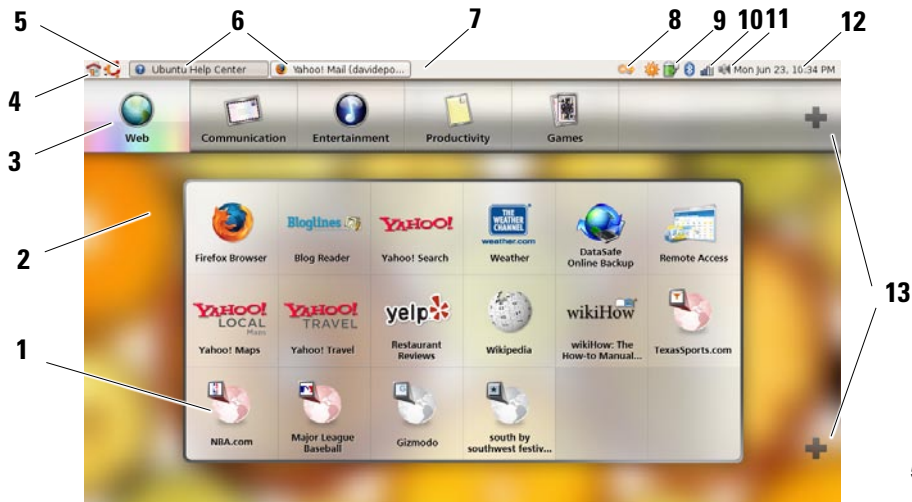 5 6 7 8 9 10 11 12
Ubuntu Help Center Yahoo! Mail (davidepo... Mon Jun 23, 10:34 PM
4
Web Communication Entertainment Productivity Games
3
13
2
Bloglines YAHOO! THE WEATHER CHANNEL weather.com
Firefox Browser Blog Reader Yahoo! Search Weather DataSafe Online Backup Remote Access
YAHOO! LOCAL Maps YAHOO! TRAVEL yelp wikiHow
Yahoo! Maps Yahoo! Travel Restaurant Reviews Wikipedia wikiHow: The How-to Manual... TexasSports.com
1
NBA.com Major League Baseball Gizmodo south by southwest festiv...